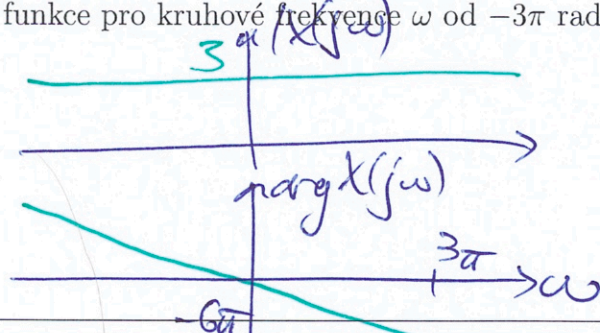 funkce pro kruhové frekvence ω od −3π rad
|X(jω)|
3
arg X(jω)
3π
ω
-6π